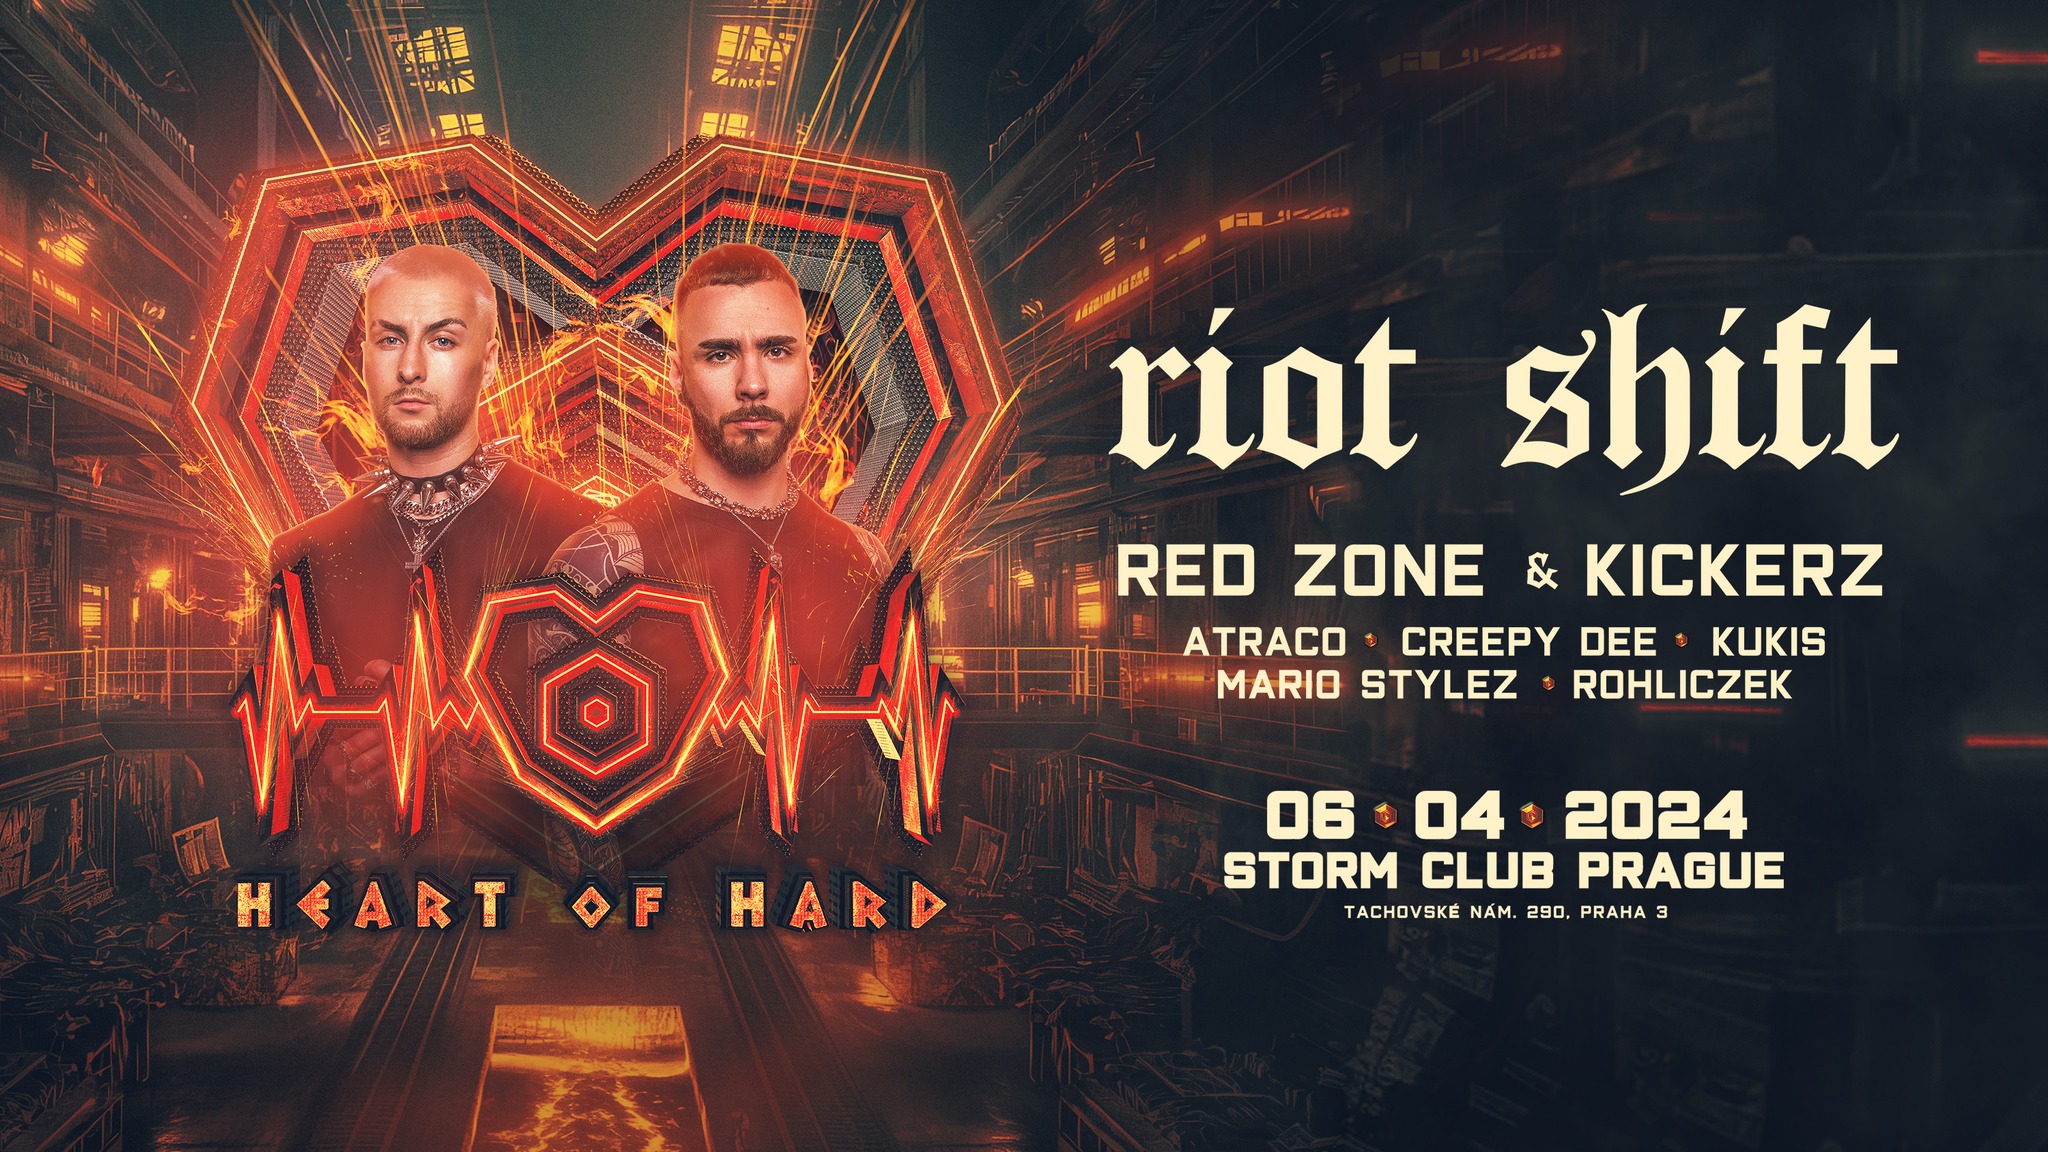 riot shift
RED ZONE & KICKERZ
ATRACO • CREEPY DEE • KUKIS
MARIO STYLEZ • ROHLICZEK
06 • 04 • 2024
STORM CLUB PRAGUE
TACHOVSKÉ NÁM. 290, PRAHA 3
HEART OF HARD